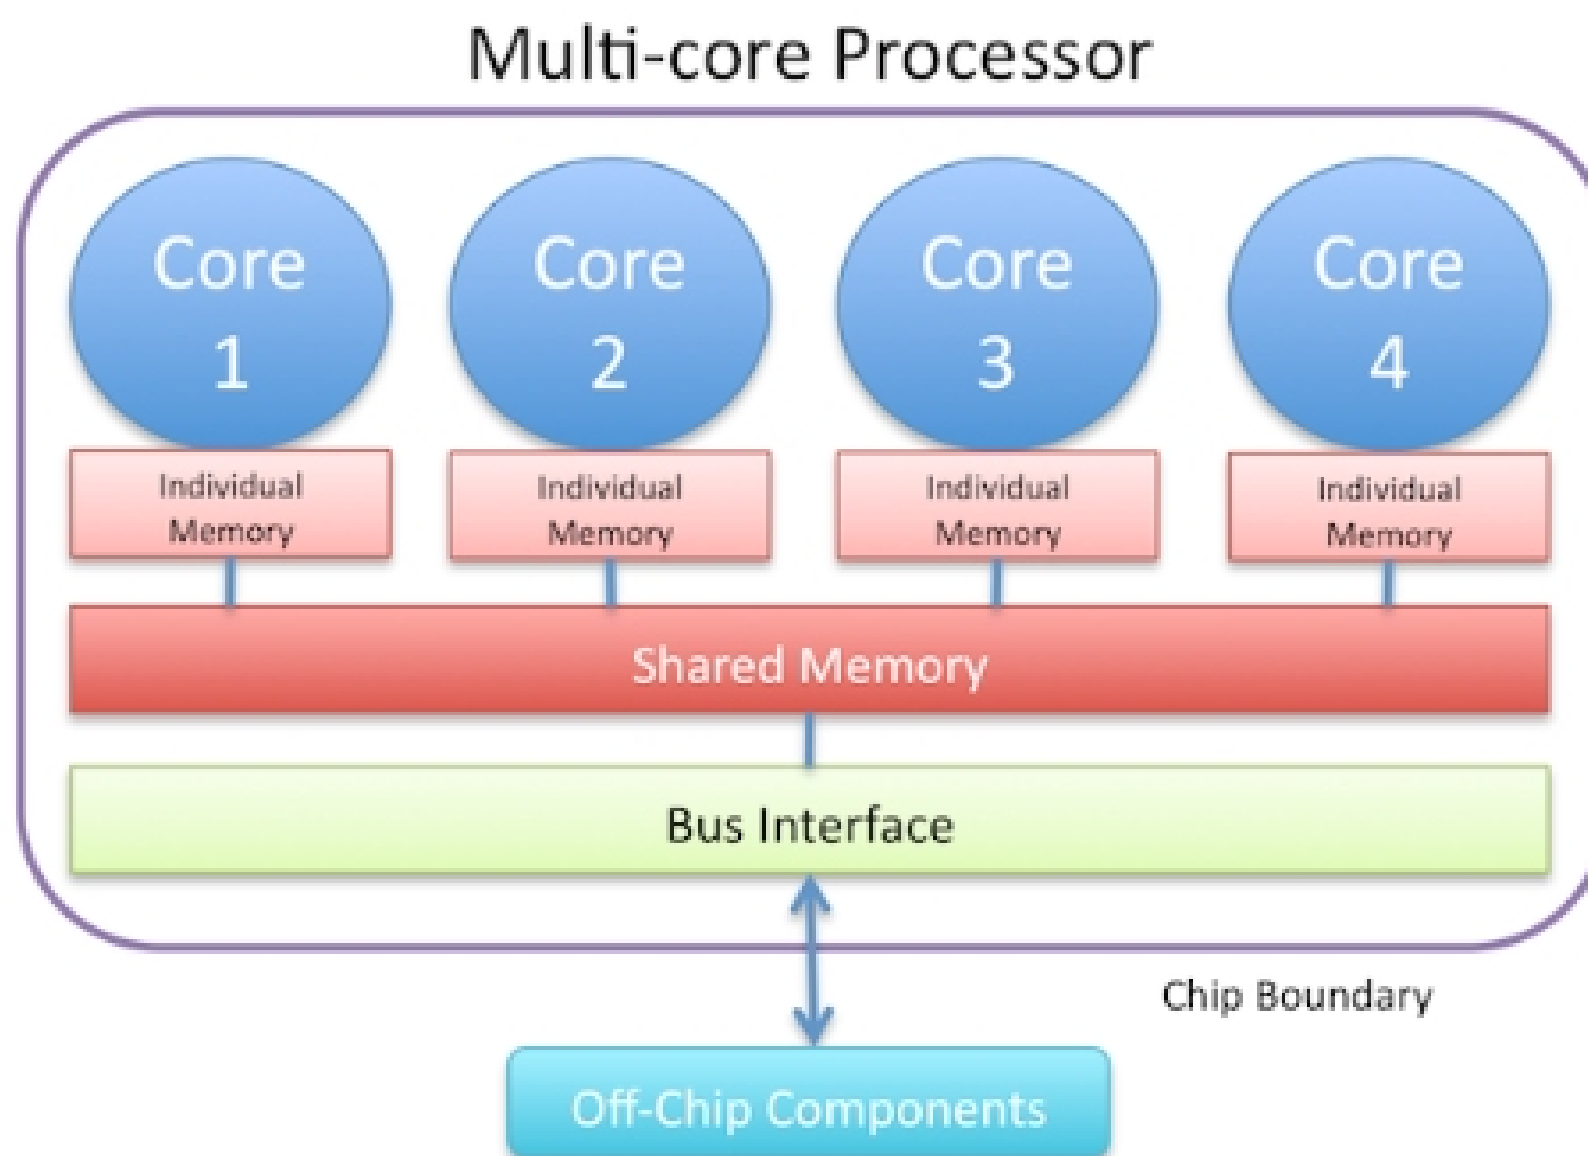 Multi-core Processor
Core
1
Core
2
Core
3
Core
4
Individual
Memory
Individual
Memory
Individual
Memory
Individual
Memory
Shared Memory
Bus Interface
Chip Boundary
Off-Chip Components